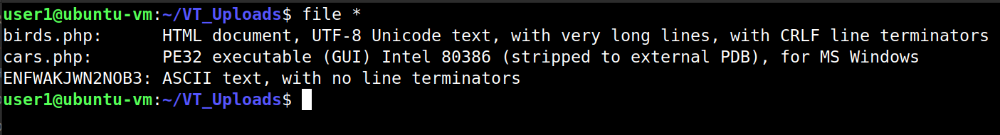 user1@ubuntu-vm:~/VT_Uploads$ file *
birds.php:      HTML document, UTF-8 Unicode text, with very long lines, with CRLF line terminators
cars.php:       PE32 executable (GUI) Intel 80386 (stripped to external PDB), for MS Windows
ENFWAKJWN2NOB3: ASCII text, with no line terminators
user1@ubuntu-vm:~/VT_Uploads$